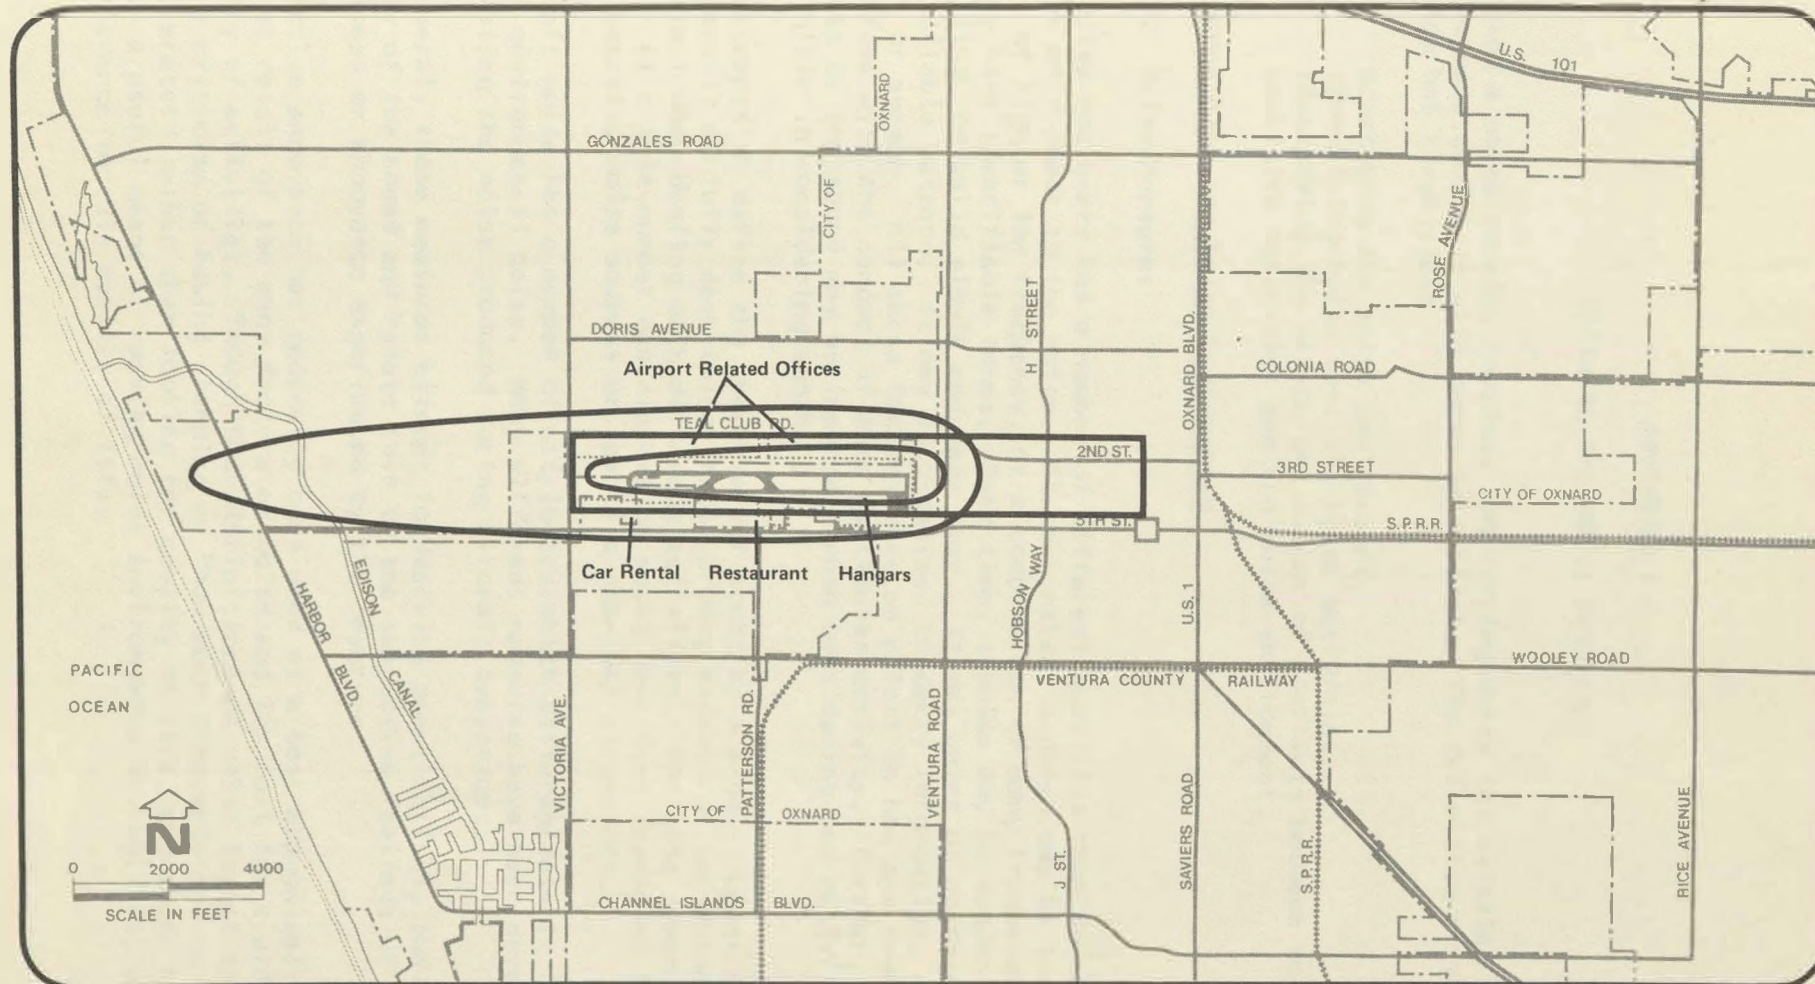 U.S. 101
OXNARD
GONZALES ROAD
CITY OF
ROSE AVENUE
H STREET
DORIS AVENUE
OXNARD BLVD.
Airport Related Offices
COLONIA ROAD
TEAL CLUB RD.
2ND ST.
3RD STREET
CITY OF OXNARD
5TH ST.
S.P.R.R.
Car Rental
Restaurant
Hangars
EDISON
CANAL
HARBOR
BLVD.
HOBSON WAY
U.S. 1
WOOLEY ROAD
PACIFIC
OCEAN
VENTURA COUNTY RAILWAY
VICTORIA AVE.
PATTERSON RD.
VENTURA ROAD
SAVIERS ROAD
CITY OF OXNARD
J ST.
S.P.R.R.
RICE AVENUE
N
0 2000 4000
SCALE IN FEET
CHANNEL ISLANDS BLVD.